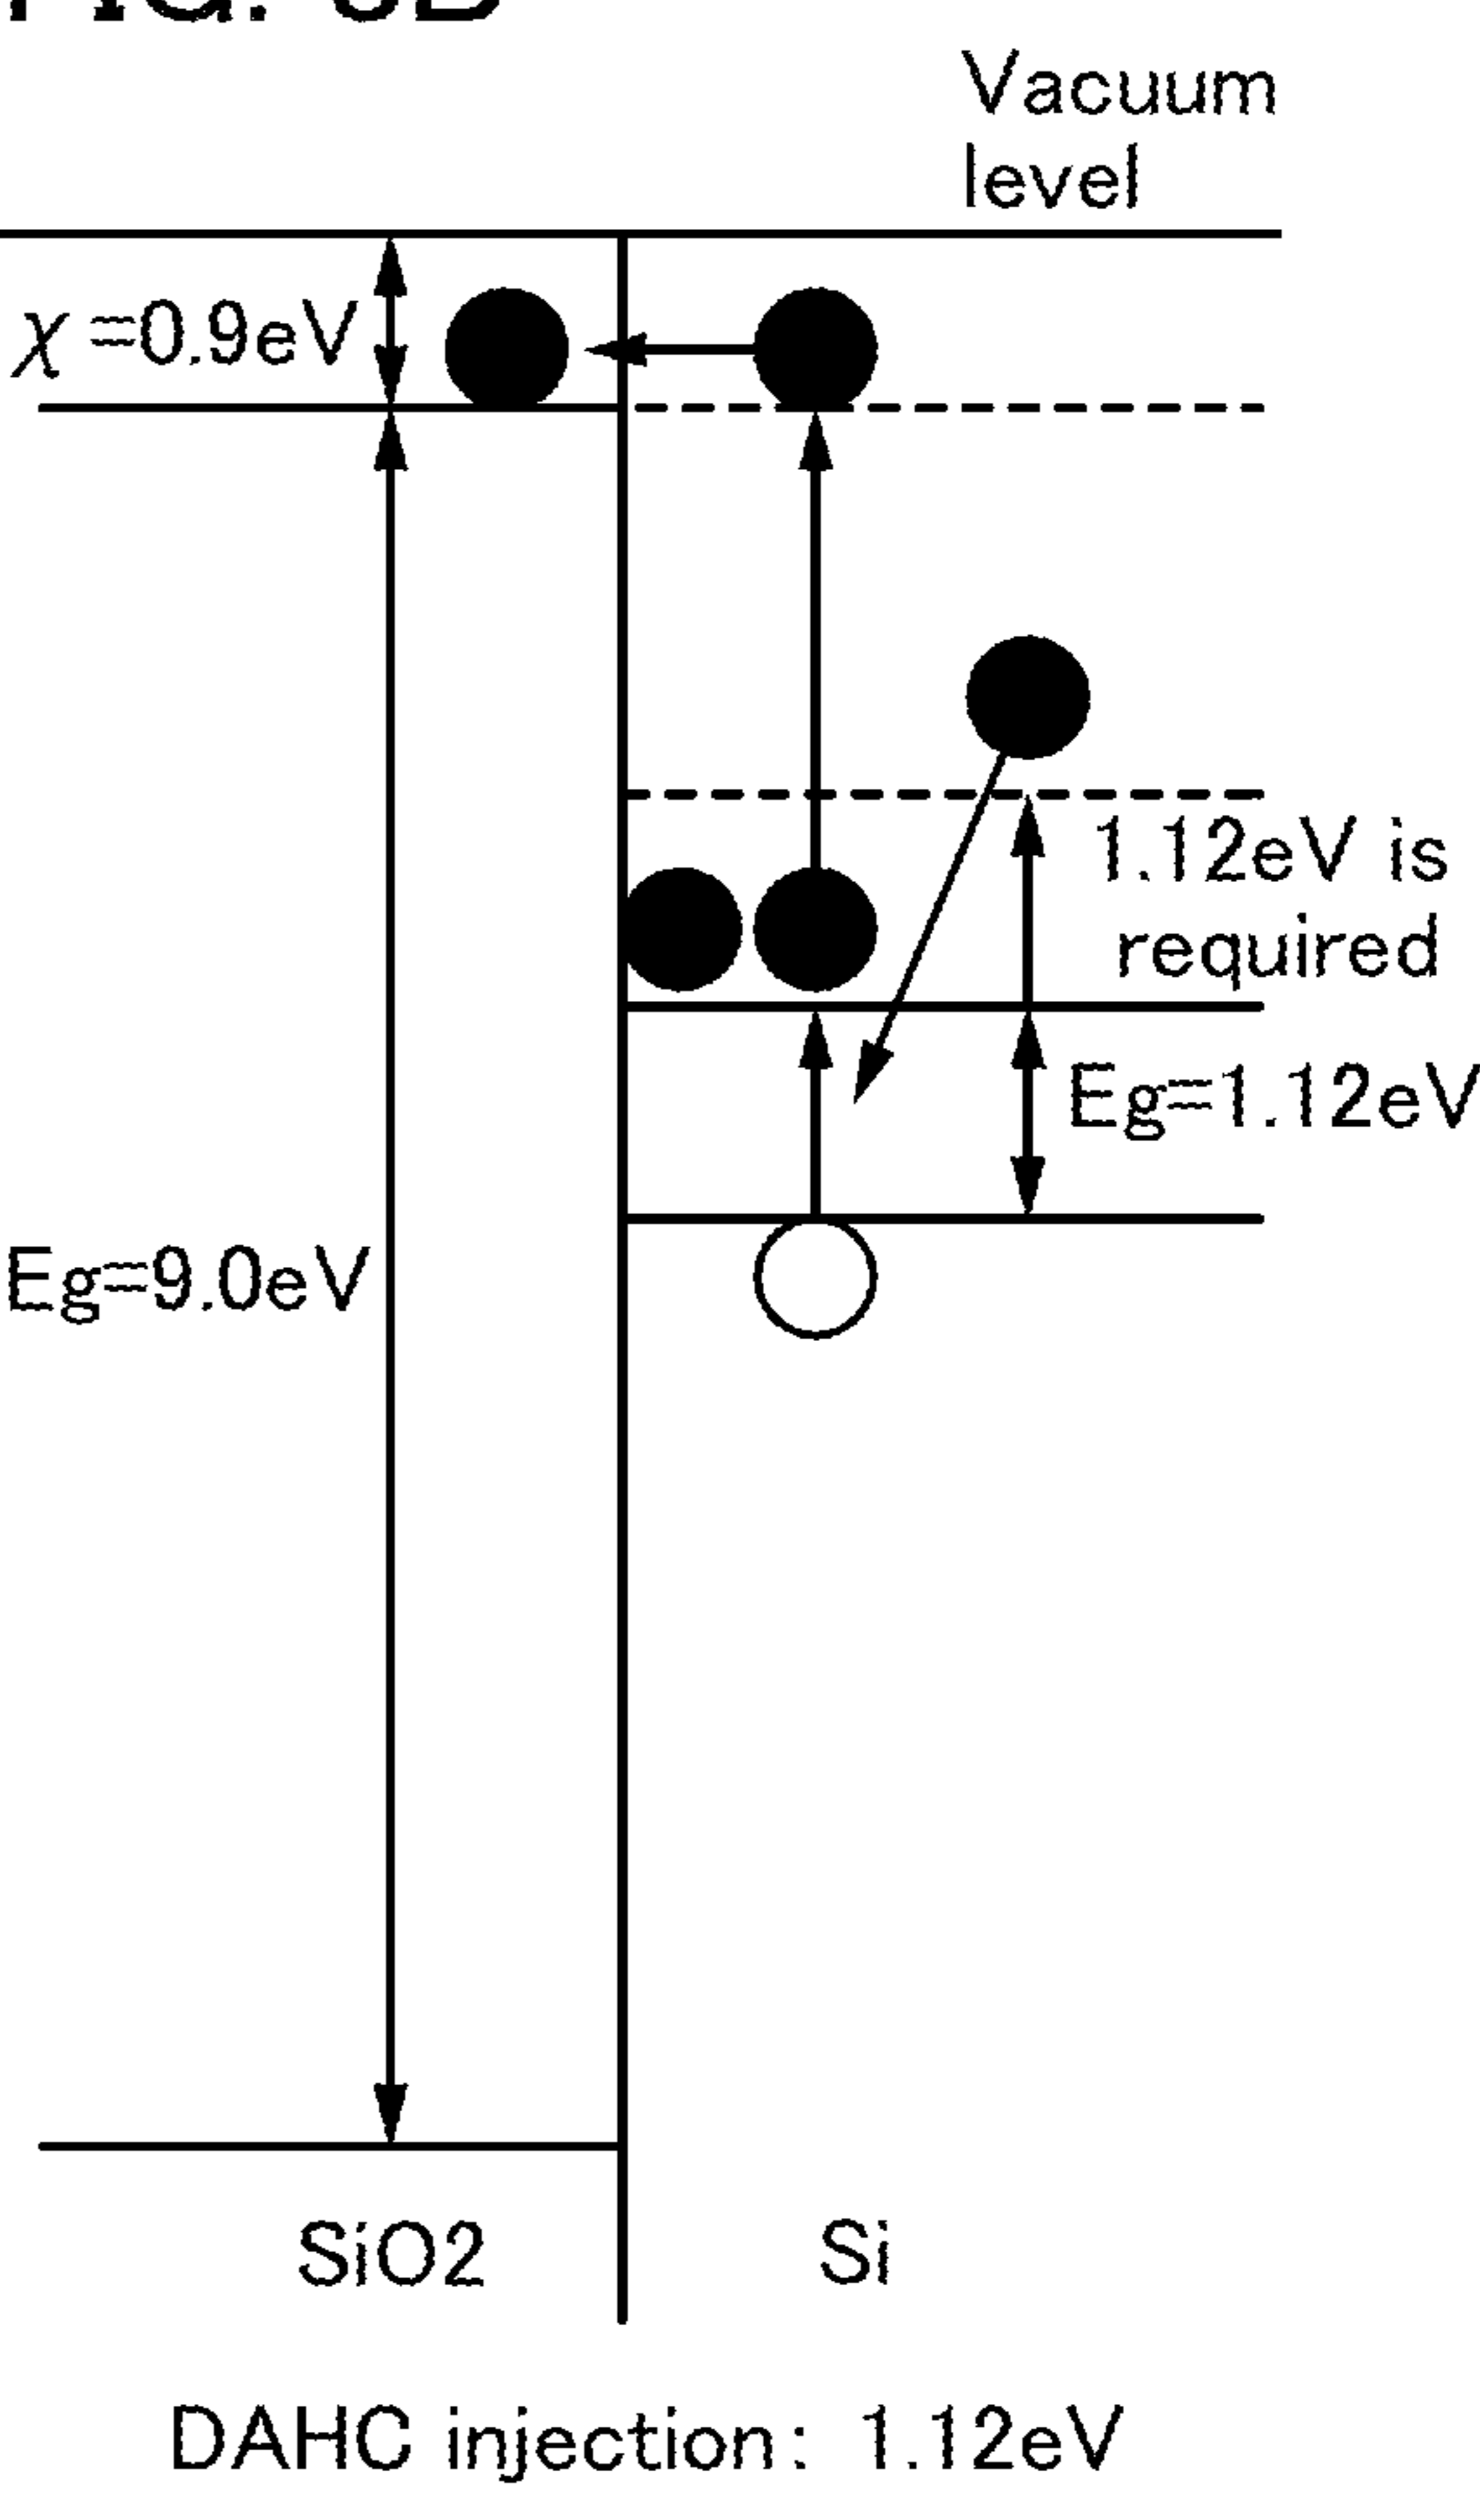 Vacuum
level
χ=0.9eV
1.12eV is
required
Eg=1.12eV
Eg=9.0eV
SiO2 Si
DAHC injection: 1.12eV